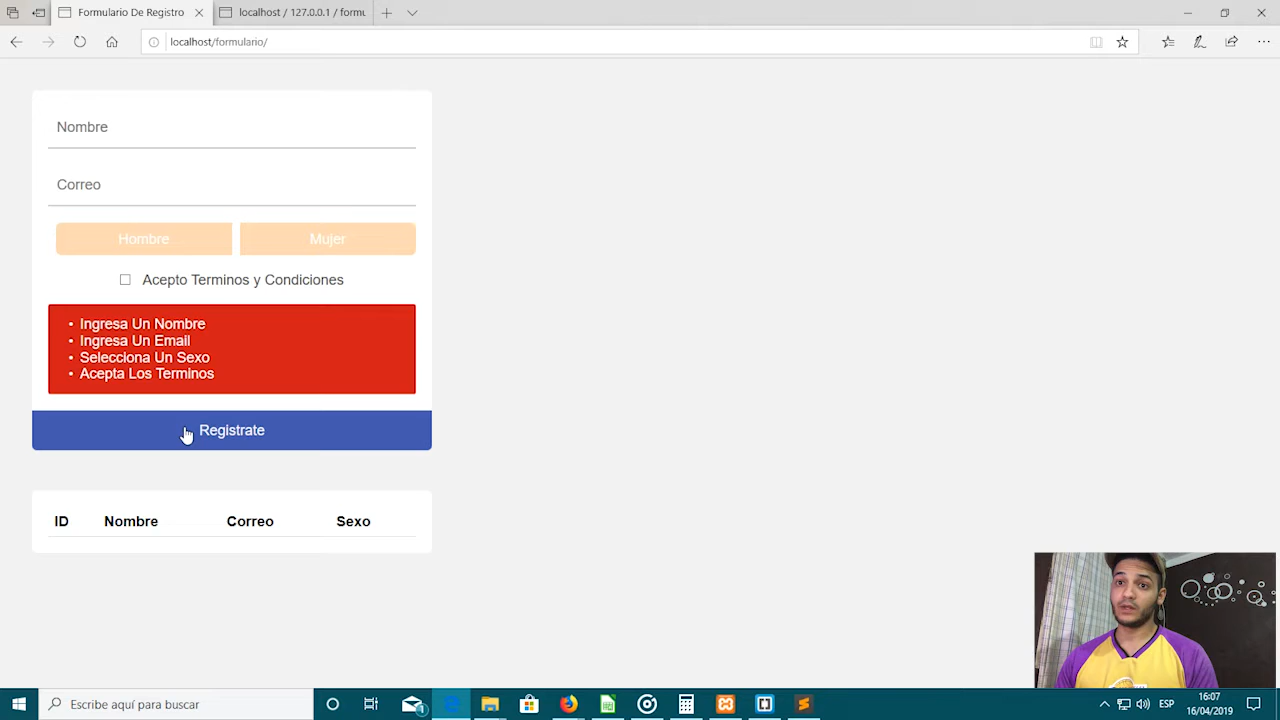 Formulario De Registro
localhost / 127.0.0.1 / formu
localhost/formulario/
Nombre
Correo
Hombre Mujer
Acepto Terminos y Condiciones
• Ingresa Un Nombre
• Ingresa Un Email
• Selecciona Un Sexo
• Acepta Los Terminos
Registrate
ID Nombre Correo Sexo
Escribe aquí para buscar
1
ESP
16:07
16/04/2019